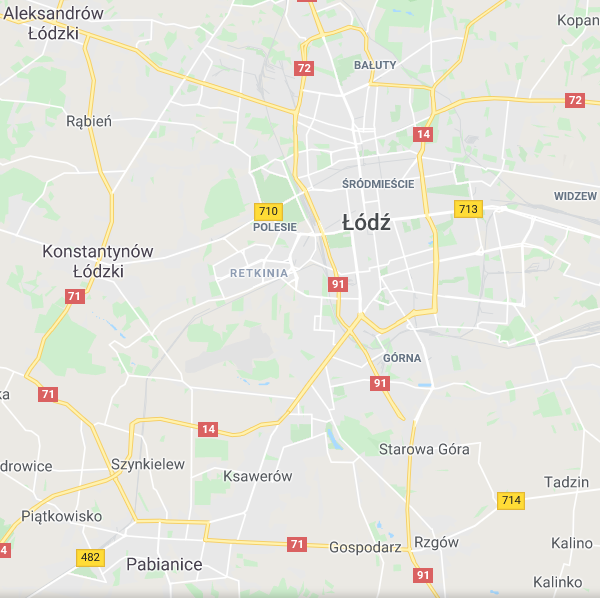 Aleksandrów
Łódzki
Kopan
72
BAŁUTY
72
Rąbień
14
ŚRÓDMIEŚCIE
WIDZEW
710
713
POLESIE
Łódź
Konstantynów
Łódzki
RETKINIA
91
71
GÓRNA
91
71
ka
14
Starowa Góra
drowice
Szynkielew
Ksawerów
Tadzin
714
Piątkowisko
4
482
71
Gospodarz
Rzgów
Kalino
Pabianice
91
Kalinko